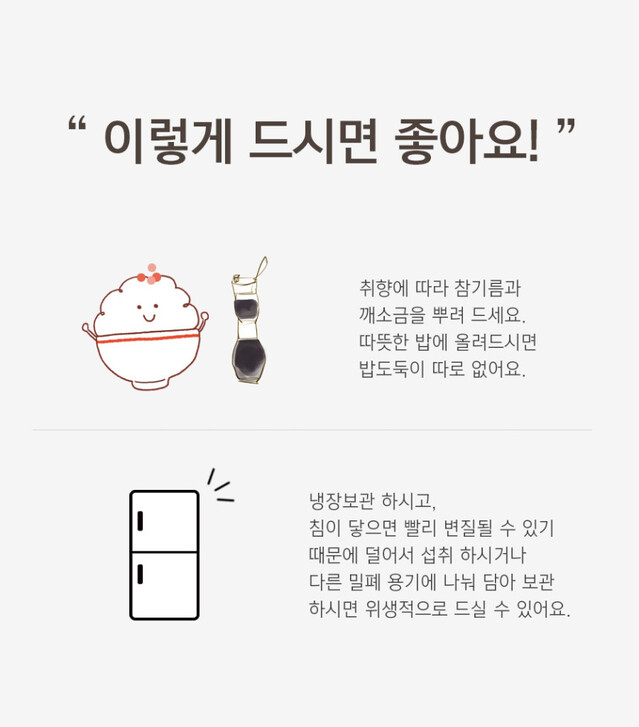 “ 이렇게 드시면 좋아요! ”
취향에 따라 참기름과
깨소금을 뿌려 드세요.
따뜻한 밥에 올려드시면
밥도둑이 따로 없어요.
냉장보관 하시고,
침이 닿으면 빨리 변질될 수 있기
때문에 덜어서 섭취 하시거나
다른 밀폐 용기에 나눠 담아 보관
하시면 위생적으로 드실 수 있어요.